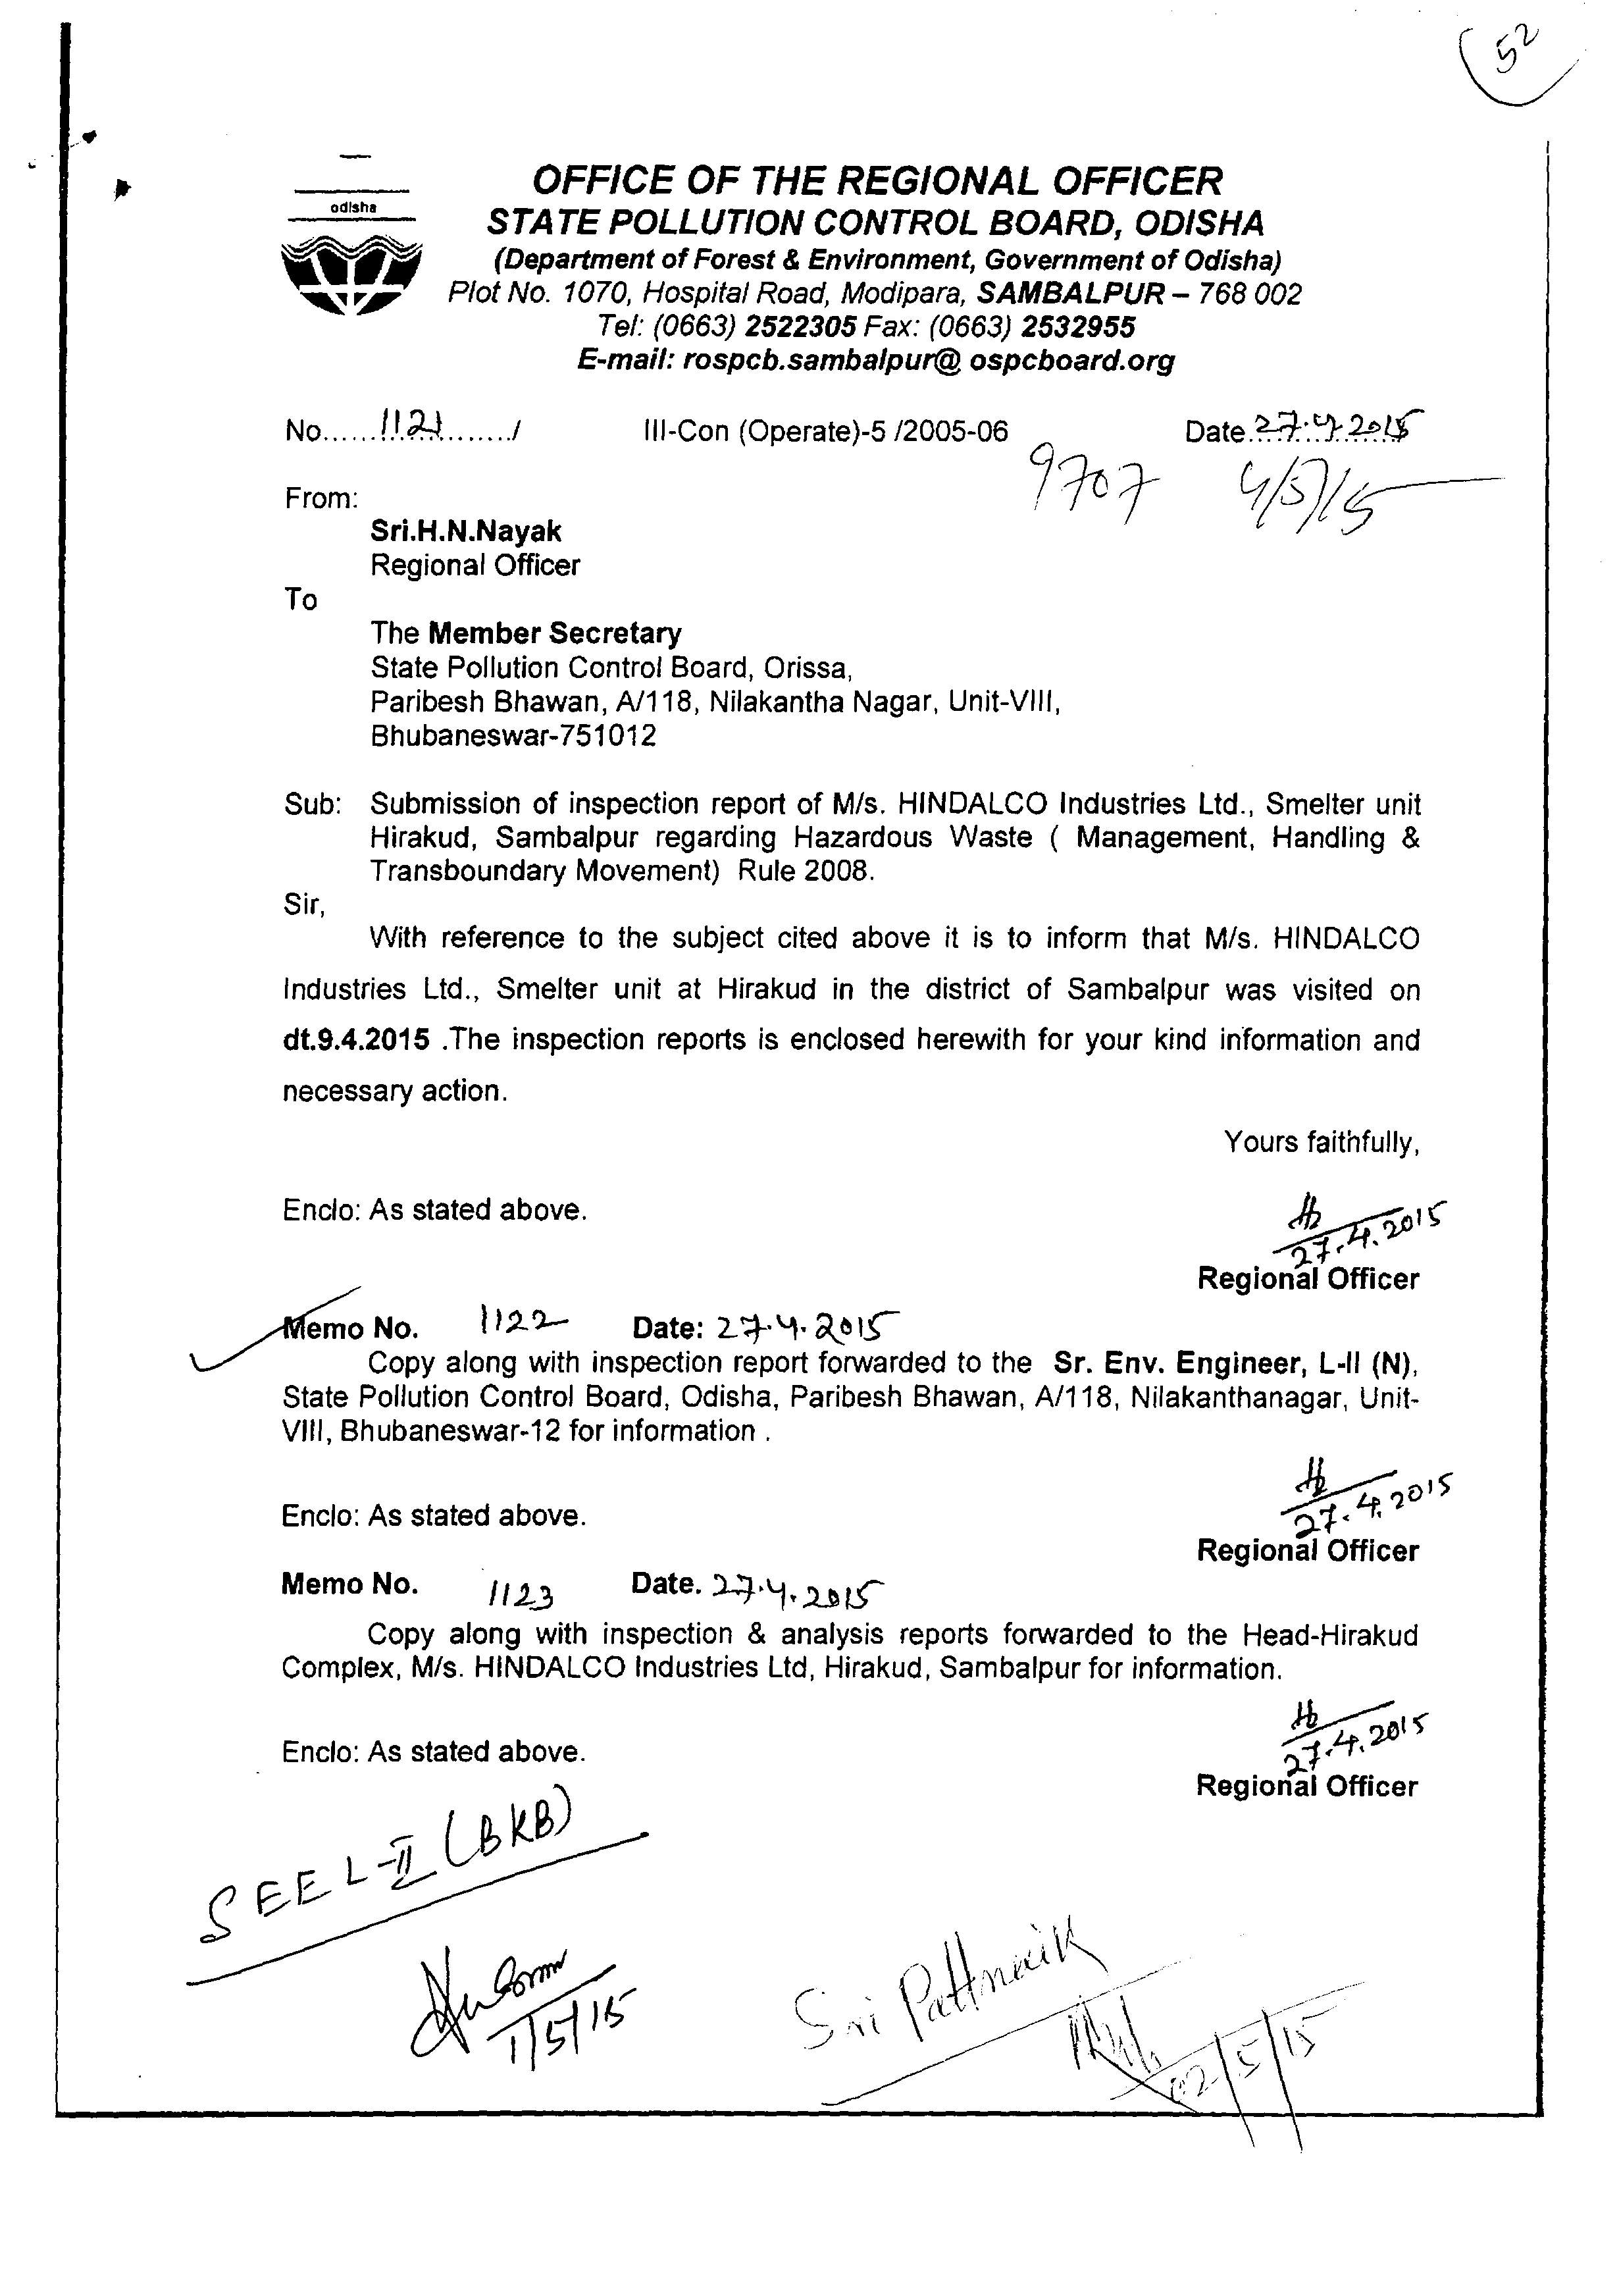 52
odisha
OFFICE OF THE REGIONAL OFFICER
STATE POLLUTION CONTROL BOARD, ODISHA
(Department of Forest & Environment, Government of Odisha)
Plot No. 1070, Hospital Road, Modipara, SAMBALPUR – 768 002
Tel: (0663) 2522305 Fax: (0663) 2532955
E-mail: rospcb.sambalpur@ ospcboard.org
No......1121........../ III-Con (Operate)-5 /2005-06 Date 27.4.2015
9707 4/5/15
From:
Sri.H.N.Nayak
Regional Officer
To
The Member Secretary
State Pollution Control Board, Orissa,
Paribesh Bhawan, A/118, Nilakantha Nagar, Unit-VIII,
Bhubaneswar-751012
Sub: Submission of inspection report of M/s. HINDALCO Industries Ltd., Smelter unit
Hirakud, Sambalpur regarding Hazardous Waste ( Management, Handling &
Transboundary Movement) Rule 2008.
Sir,
With reference to the subject cited above it is to inform that M/s. HINDALCO
Industries Ltd., Smelter unit at Hirakud in the district of Sambalpur was visited on
dt.9.4.2015 .The inspection reports is enclosed herewith for your kind information and
necessary action.
Yours faithfully,
Enclo: As stated above.
27.4.2015
Regional Officer
Memo No. 1122 Date: 27.4.2015
Copy along with inspection report forwarded to the Sr. Env. Engineer, L-II (N),
State Pollution Control Board, Odisha, Paribesh Bhawan, A/118, Nilakanthanagar, Unit-
VIII, Bhubaneswar-12 for information .
27.4.2015
Enclo: As stated above.
Regional Officer
Memo No. 1123 Date. 27.4.2015
Copy along with inspection & analysis reports forwarded to the Head-Hirakud
Complex, M/s. HINDALCO Industries Ltd, Hirakud, Sambalpur for information.
27.4.2015
Enclo: As stated above.
Regional Officer
SEE L-II (BKB)
1/5/15
Sri Pattnaik
02/5/15